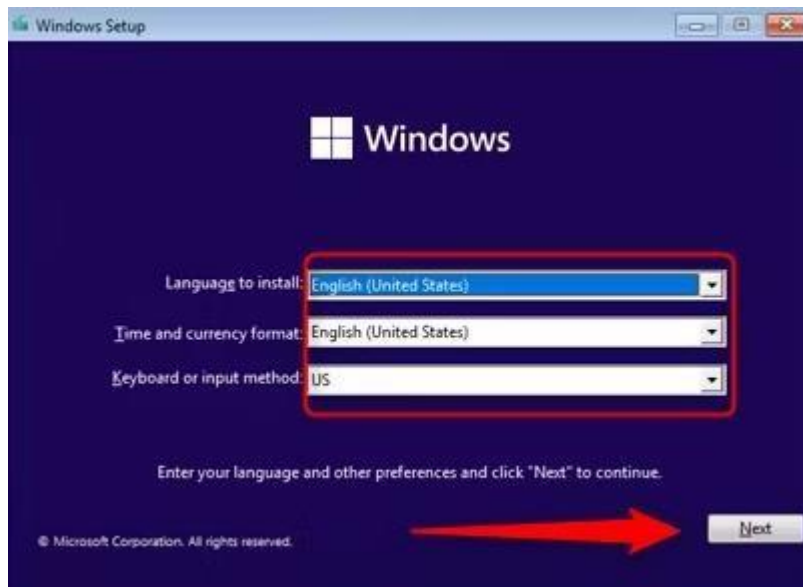 Windows Setup
Windows
Language to install: English (United States)
Time and currency format: English (United States)
Keyboard or input method: US
Enter your language and other preferences and click "Next" to continue.
Next
© Microsoft Corporation. All rights reserved.